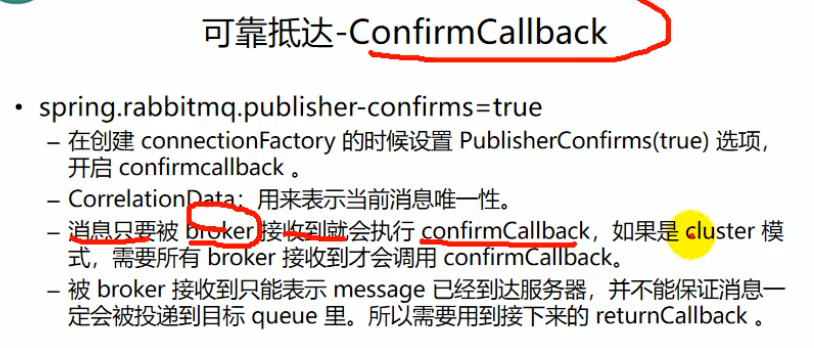 可靠抵达-ConfirmCallback
• spring.rabbitmq.publisher-confirms=true
– 在创建 connectionFactory 的时候设置 PublisherConfirms(true) 选项，
开启 confirmcallback 。
– CorrelationData：用来表示当前消息唯一性。
– 消息只要被 broker 接收到就会执行 confirmCallback，如果是 cluster 模
式，需要所有 broker 接收到才会调用 confirmCallback。
– 被 broker 接收到只能表示 message 已经到达服务器，并不能保证消息一
定会被投递到目标 queue 里。所以需要用到接下来的 returnCallback 。